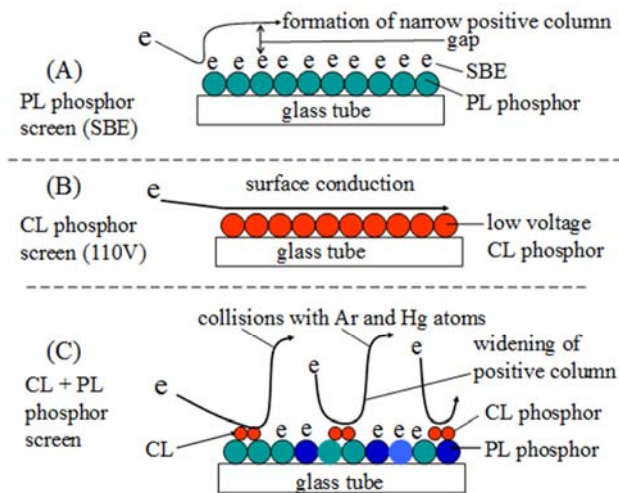 formation of narrow positive column
e
gap
e e e e e e e e e
SBE
(A)
PL phosphor
screen (SBE)
PL phosphor
glass tube
(B)
e
surface conduction
CL phosphor
screen (110V)
low voltage
CL phosphor
glass tube
collisions with Ar and Hg atoms
(C)
e
e
e
widening of
positive column
CL + PL
phosphor
screen
CL
e e
e e e
CL phosphor
PL phosphor
glass tube